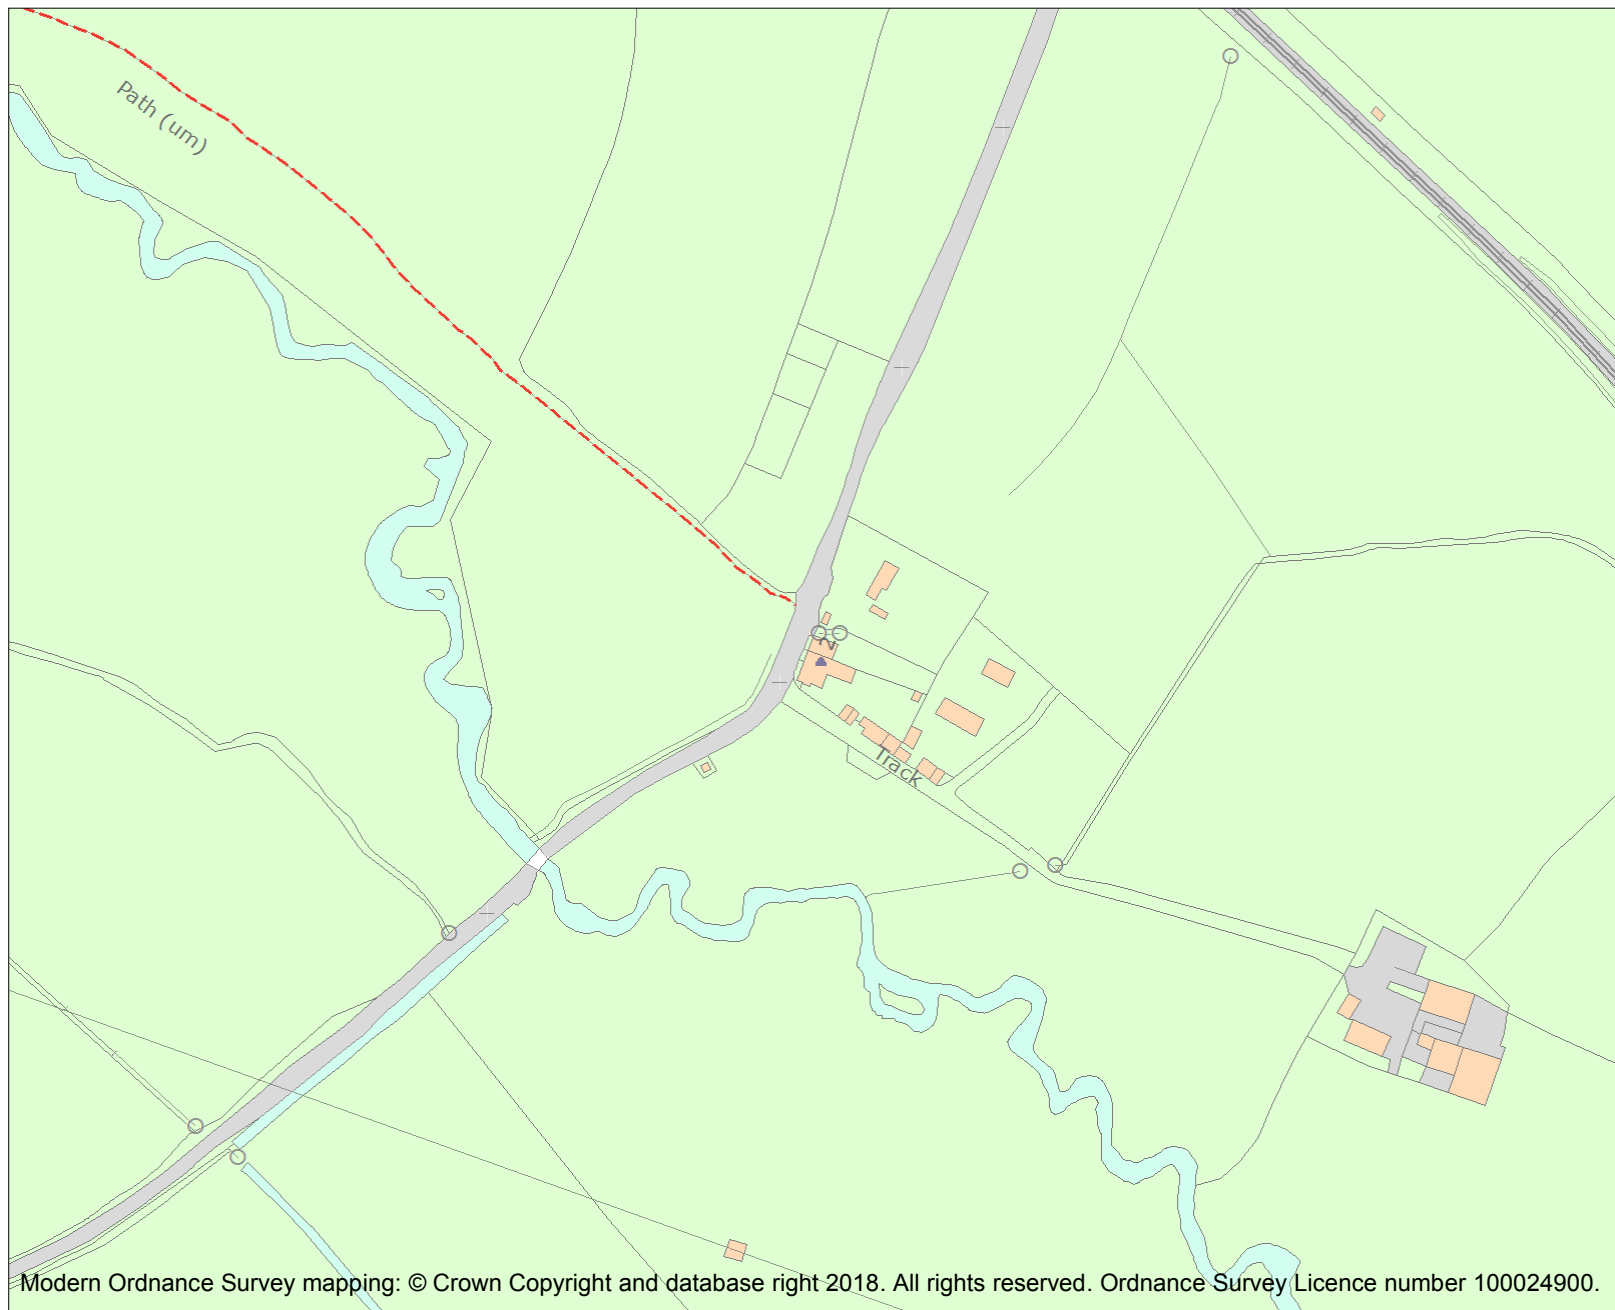 Path (um)
2
Track
Modern Ordnance Survey mapping: © Crown Copyright and database right 2018. All rights reserved. Ordnance Survey Licence number 100024900.